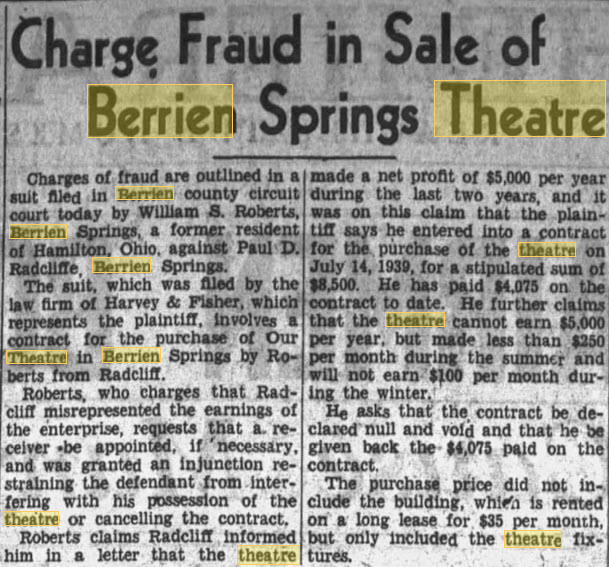 Charge Fraud in Sale of
Berrien Springs Theatre
Charges of fraud are outlined in a
suit filed in Berrien county circuit
court today by William S. Roberts,
Berrien Springs, a former resident
of Hamilton, Ohio, against Paul D.
Radcliffe, Berrien Springs.
The suit, which was filed by the
law firm of Harvey & Fisher, which
represents the plaintiff, involves a
contract for the purchase of Our
Theatre in Berrien Springs by Ro-
berts from Radcliff.
Roberts, who charges that Rad-
cliff misrepresented the earnings of
the enterprise, requests that a re-
ceiver be appointed, if necessary,
and was granted an injunction re-
straining the defendant from inter-
fering with his possession of the
theatre or cancelling the contract.
Roberts claims Radcliff informed
him in a letter that the theatre
made a net profit of $5,000 per year
during the last two years, and it
was on this claim that the plain-
tiff says he entered into a contract
for the purchase of the theatre on
July 14, 1939, for a stipulated sum of
$8,500. He has paid $4,075 on the
contract to date. He further claims
that the theatre cannot earn $5,000
per year, but made less than $250
per month during the summer and
will not earn $100 per month dur-
ing the winter.
He asks that the contract be de-
clared null and void and that he be
given back the $4,075 paid on the
contract.
The purchase price did not in-
clude the building, which is rented
on a long lease for $35 per month,
but only included the theatre fix-
tures.